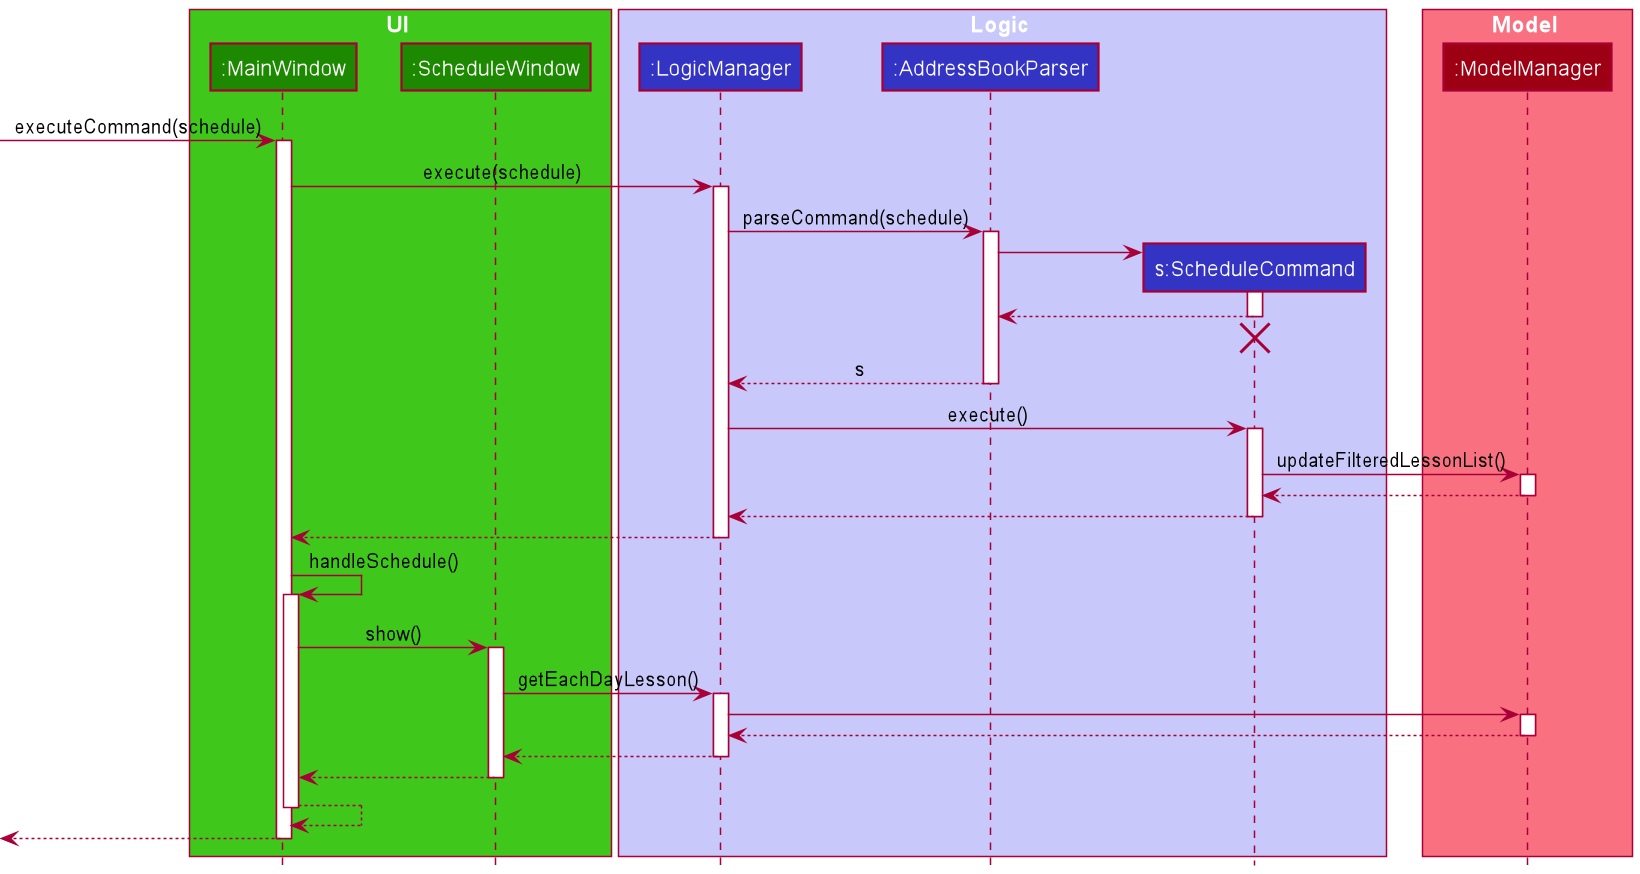 UI
Logic
Model
:MainWindow
:ScheduleWindow
:LogicManager
:AddressBookParser
:ModelManager
executeCommand(schedule)
execute(schedule)
parseCommand(schedule)
s:ScheduleCommand
s
execute()
updateFilteredLessonList()
handleSchedule()
show()
getEachDayLesson()